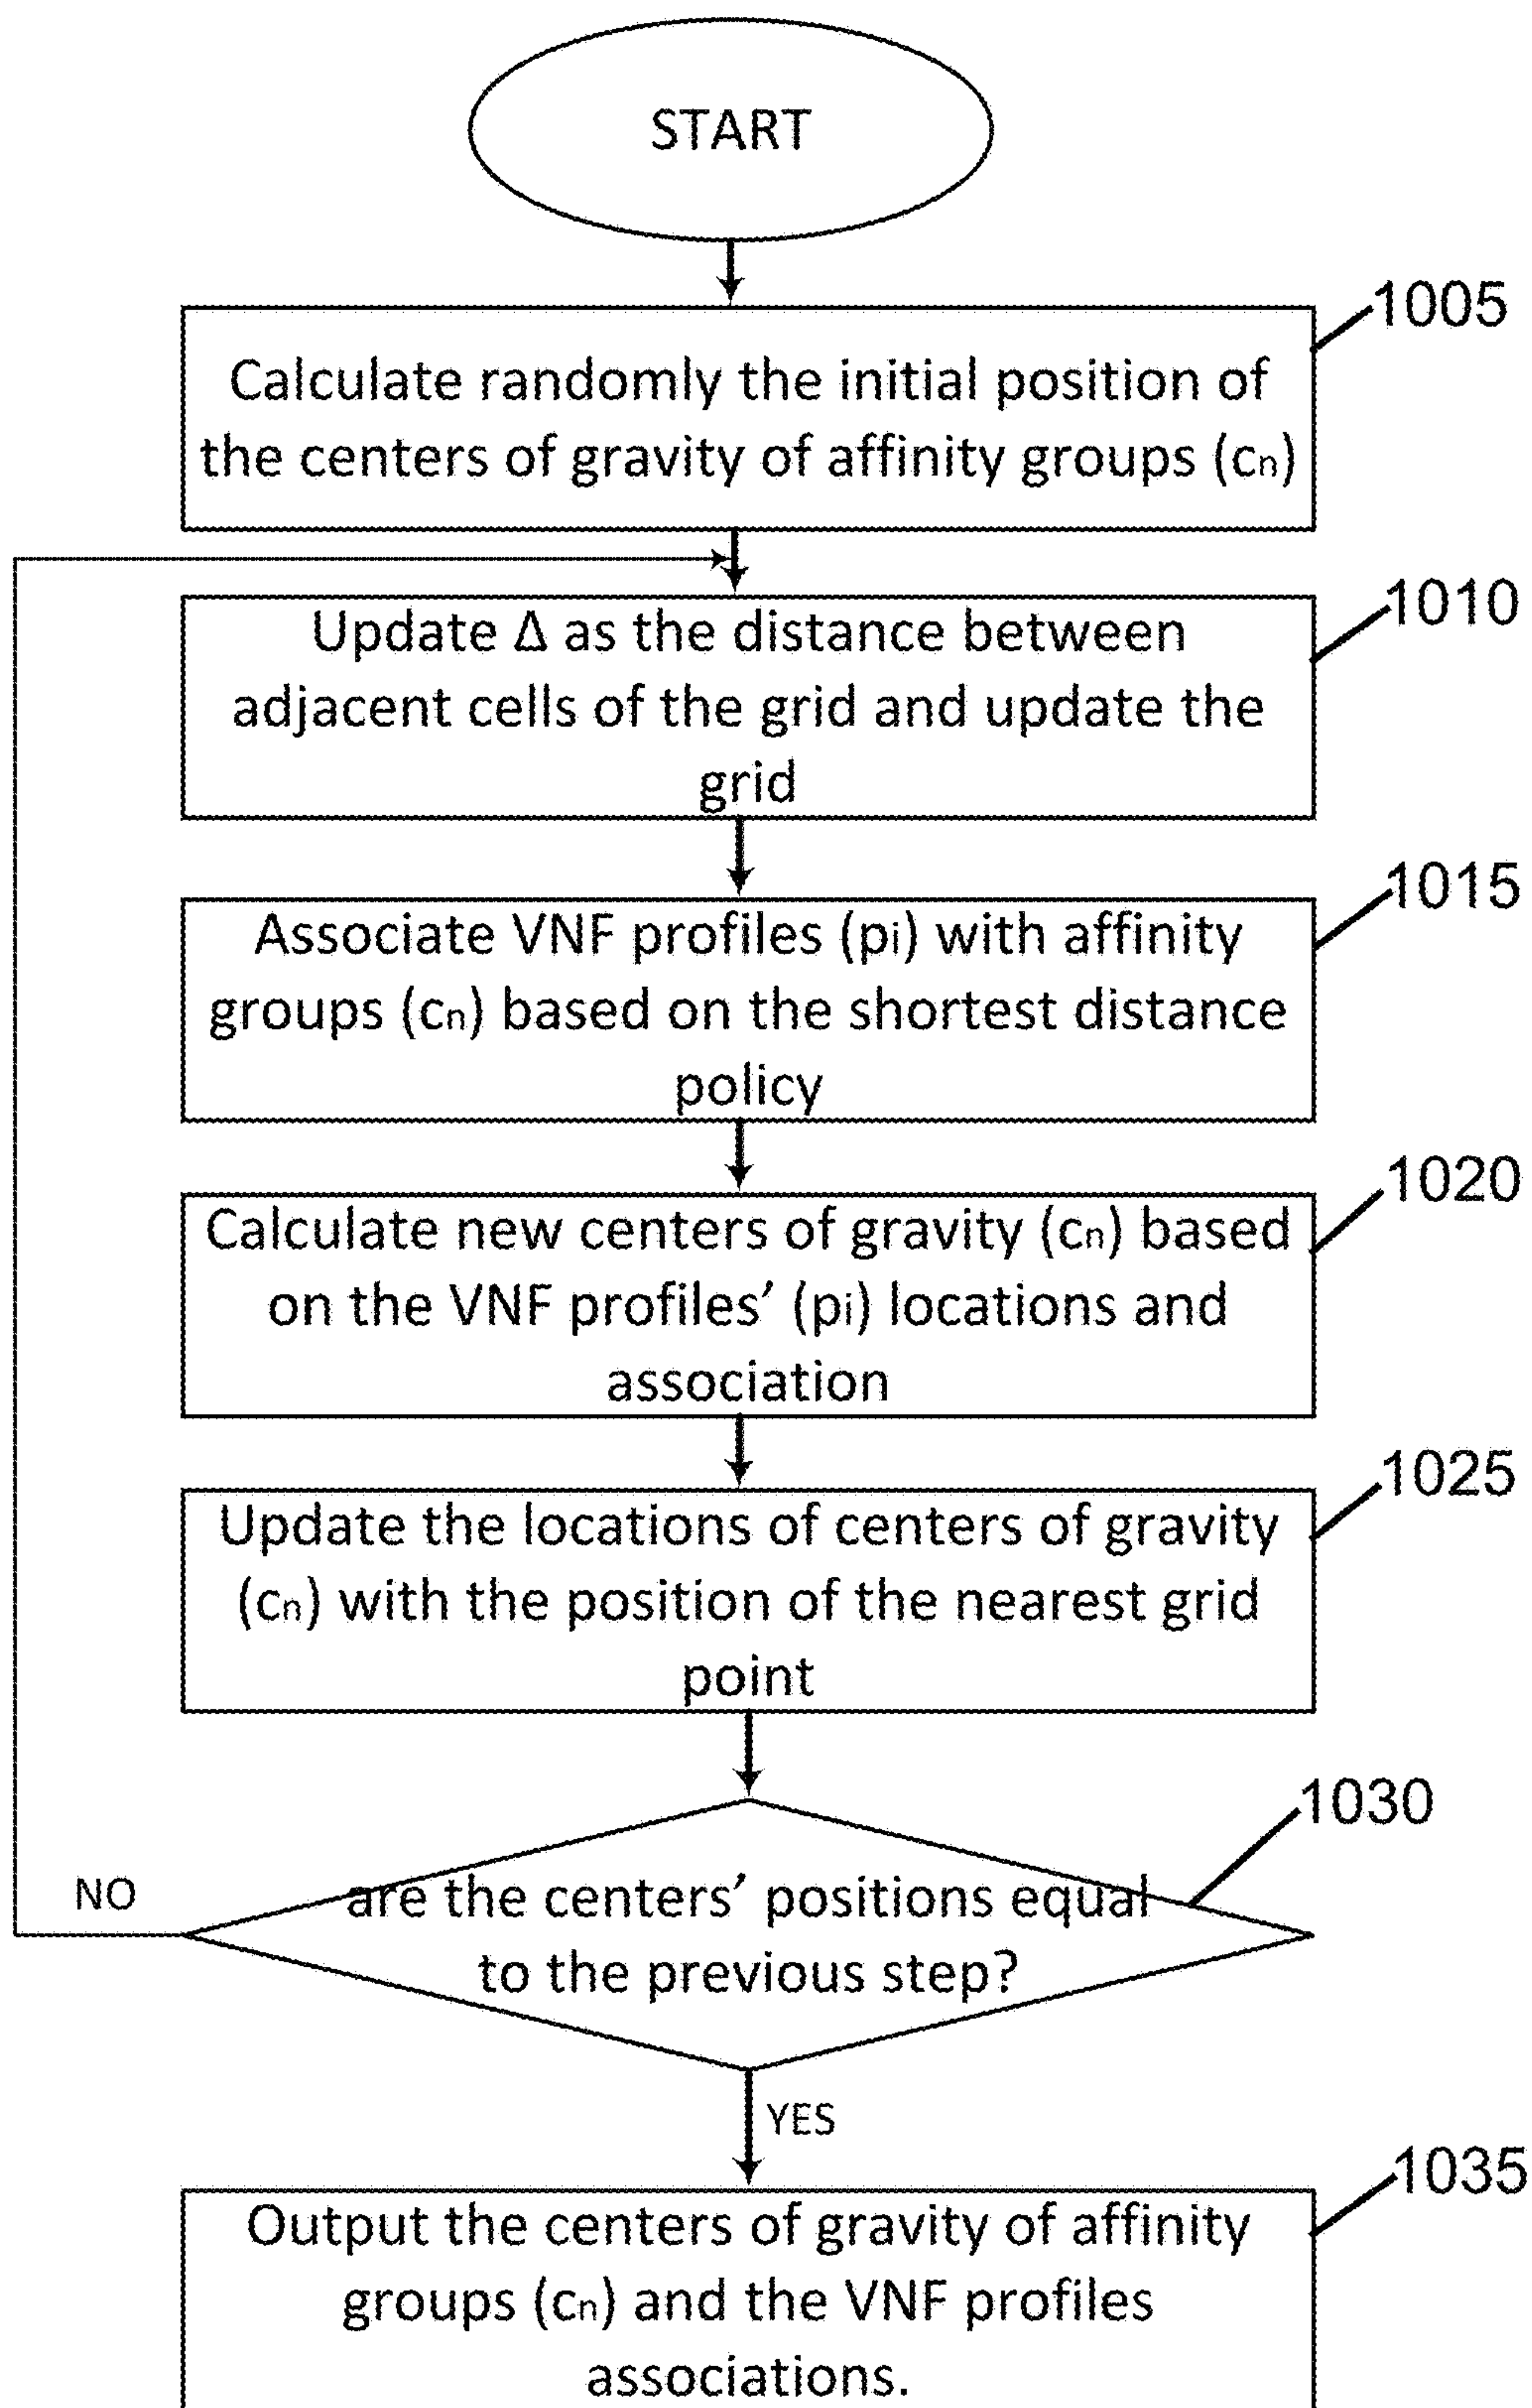 START
1005
Calculate randomly the initial position of
the centers of gravity of affinity groups (cn)
1010
Update Δ as the distance between
adjacent cells of the grid and update the
grid
1015
Associate VNF profiles (pi) with affinity
groups (cn) based on the shortest distance
policy
1020
Calculate new centers of gravity (cn) based
on the VNF profiles’ (pi) locations and
association
1025
Update the locations of centers of gravity
(cn) with the position of the nearest grid
point
1030
NO
are the centers’ positions equal
to the previous step?
YES
1035
Output the centers of gravity of affinity
groups (cn) and the VNF profiles
associations.